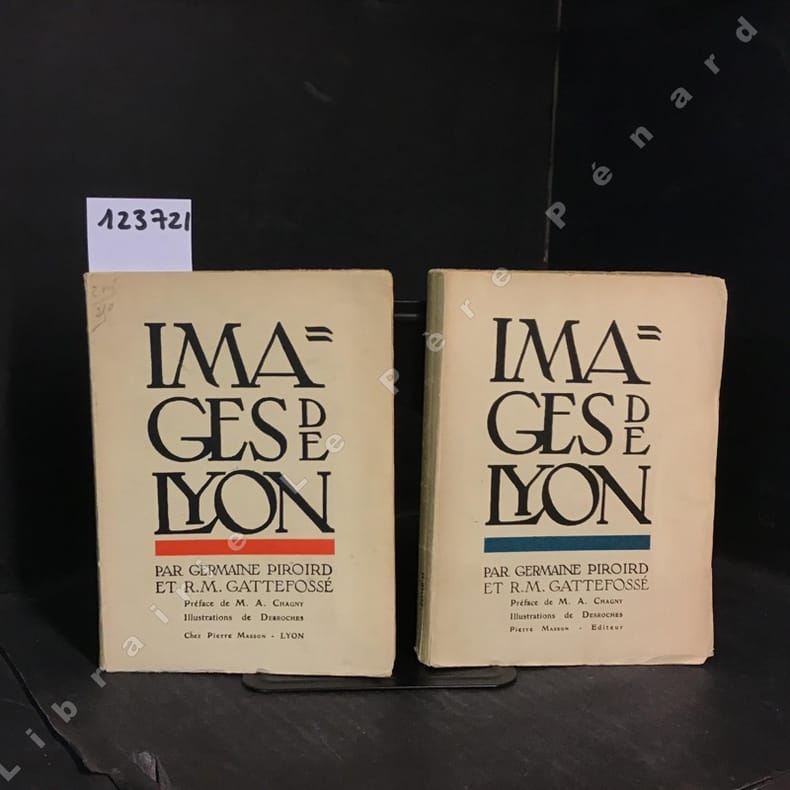 123721
IMA=
GES DE
LYON
PAR GERMAINE PIROIRD
ET R.M. GATTEFOSSÉ
Préface de M. A. CHAGNY
Illustrations de DESROCHES
Chez PIERRE MASSON - LYON
IMA=
GES DE
LYON
PAR GERMAINE PIROIRD
ET R.M. GATTEFOSSÉ
Préface de M. A. CHAGNY
Illustrations de DESROCHES
PIERRE MASSON - Editeur
Librairie Le Père Pénard